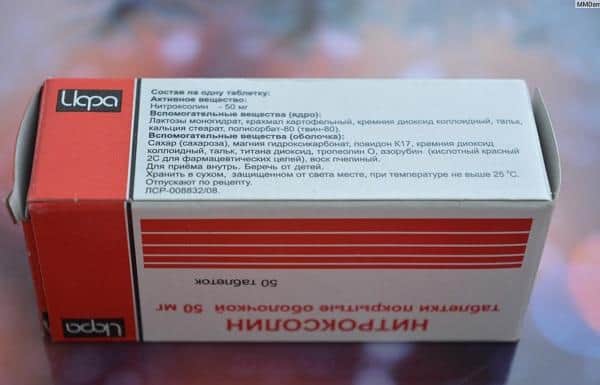 MMDam
Икра
Состав на одну таблетку:
Активное вещество:
Нитроксолин - 50 мг
Вспомогательные вещества (ядро):
Лактозы моногидрат, крахмал картофельный, кремния диоксид коллоидный, тальк,
кальция стеарат, полисорбат-80 (твин-80).
Вспомогательные вещества (оболочка):
Сахар (сахароза), магния гидроксикарбонат, повидон К17, кремния диоксид
коллоидный, тальк, титана диоксид, тропеолин О, азорубин (кислотный красный
2С для фармацевтических целей), воск пчелиный.
Для приёма внутрь. Беречь от детей.
Хранить в сухом, защищенном от света месте, при температуре не выше 25 °С.
Отпускают по рецепту.
ЛСР-008832/08.
НИТРОКСОЛИН
таблетки покрытые оболочкой 50 мг
50 таблеток
Икра